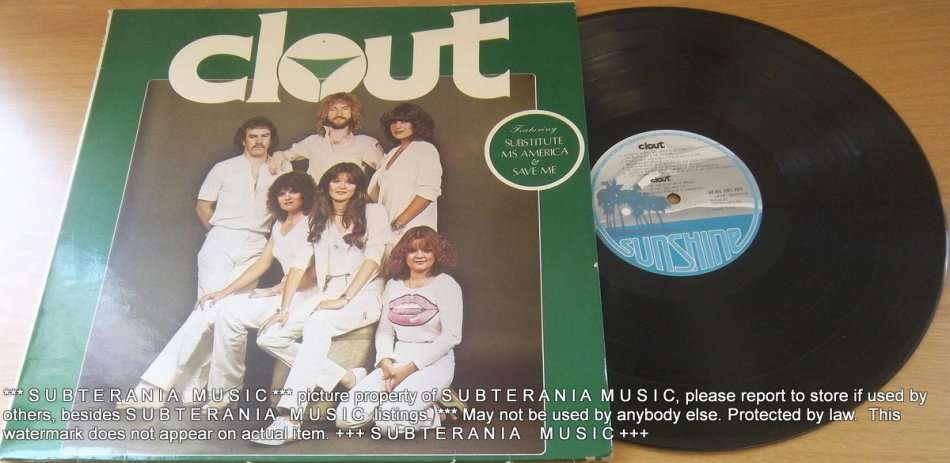 clout
Featuring
SUBSTITUTE
MS AMERICA
&
SAVE ME
clout
clout
SUNSHINE
*** S U B T E R A N I A M U S I C *** picture property of S U B T E R A N I A M U S I C, please report to store if used by
others, besides S U B T E R A N I A M U S I C listings. *** May not be used by anybody else. Protected by law. This
watermark does not appear on actual item. +++ S U B T E R A N I A M U S I C +++